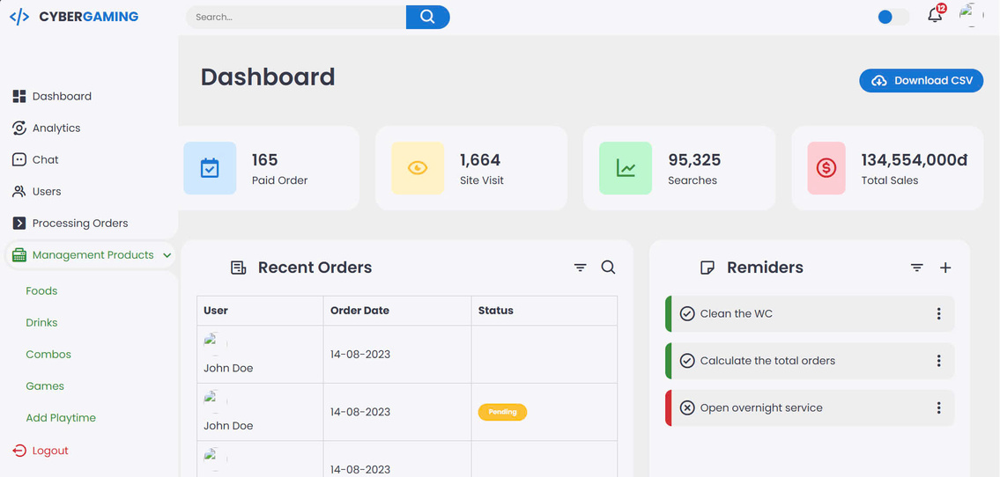 CYBERGAMING
Search...
12
Dashboard
Download CSV
Dashboard
Analytics
Chat
Users
Processing Orders
Management Products
Foods
Drinks
Combos
Games
Add Playtime
Logout
165
Paid Order
1,664
Site Visit
95,325
Searches
134,554,000đ
Total Sales
Recent Orders
User Order Date Status
John Doe 14-08-2023
John Doe 14-08-2023 Pending
14-08-2023
Remiders
Clean the WC
Calculate the total orders
Open overnight service